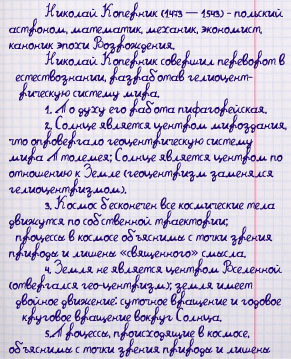 Николай Коперник (1473 — 1543) - польский
астроном, математик, механик, экономист,
каноник эпохи Возрождения.
Николай Коперник совершил переворот в
естествознании, разработав гелиоцент-
рическую систему мира.
1. По духу его работа пифагорейская.
2. Солнце является центром мироздания,
что опровергало геоцентрическую систему
мира Птолемея; Солнце является центром по
отношению к Земле (геоцентризм заменялся
гелиоцентризмом).
3. Космос бесконечен все космические тела
движутся по собственной траектории;
процессы в космосе объяснимы с точки зрения
природы и лишены «священного» смысла.
4. Земля не является центром Вселенной
(отвергался гео-центризм); земля имеет
двойное движение: суточное вращение и годовое
круговое вращение вокруг Солнца.
5.Процессы, происходящие в космосе,
объяснимы с точки зрения природы и лишены